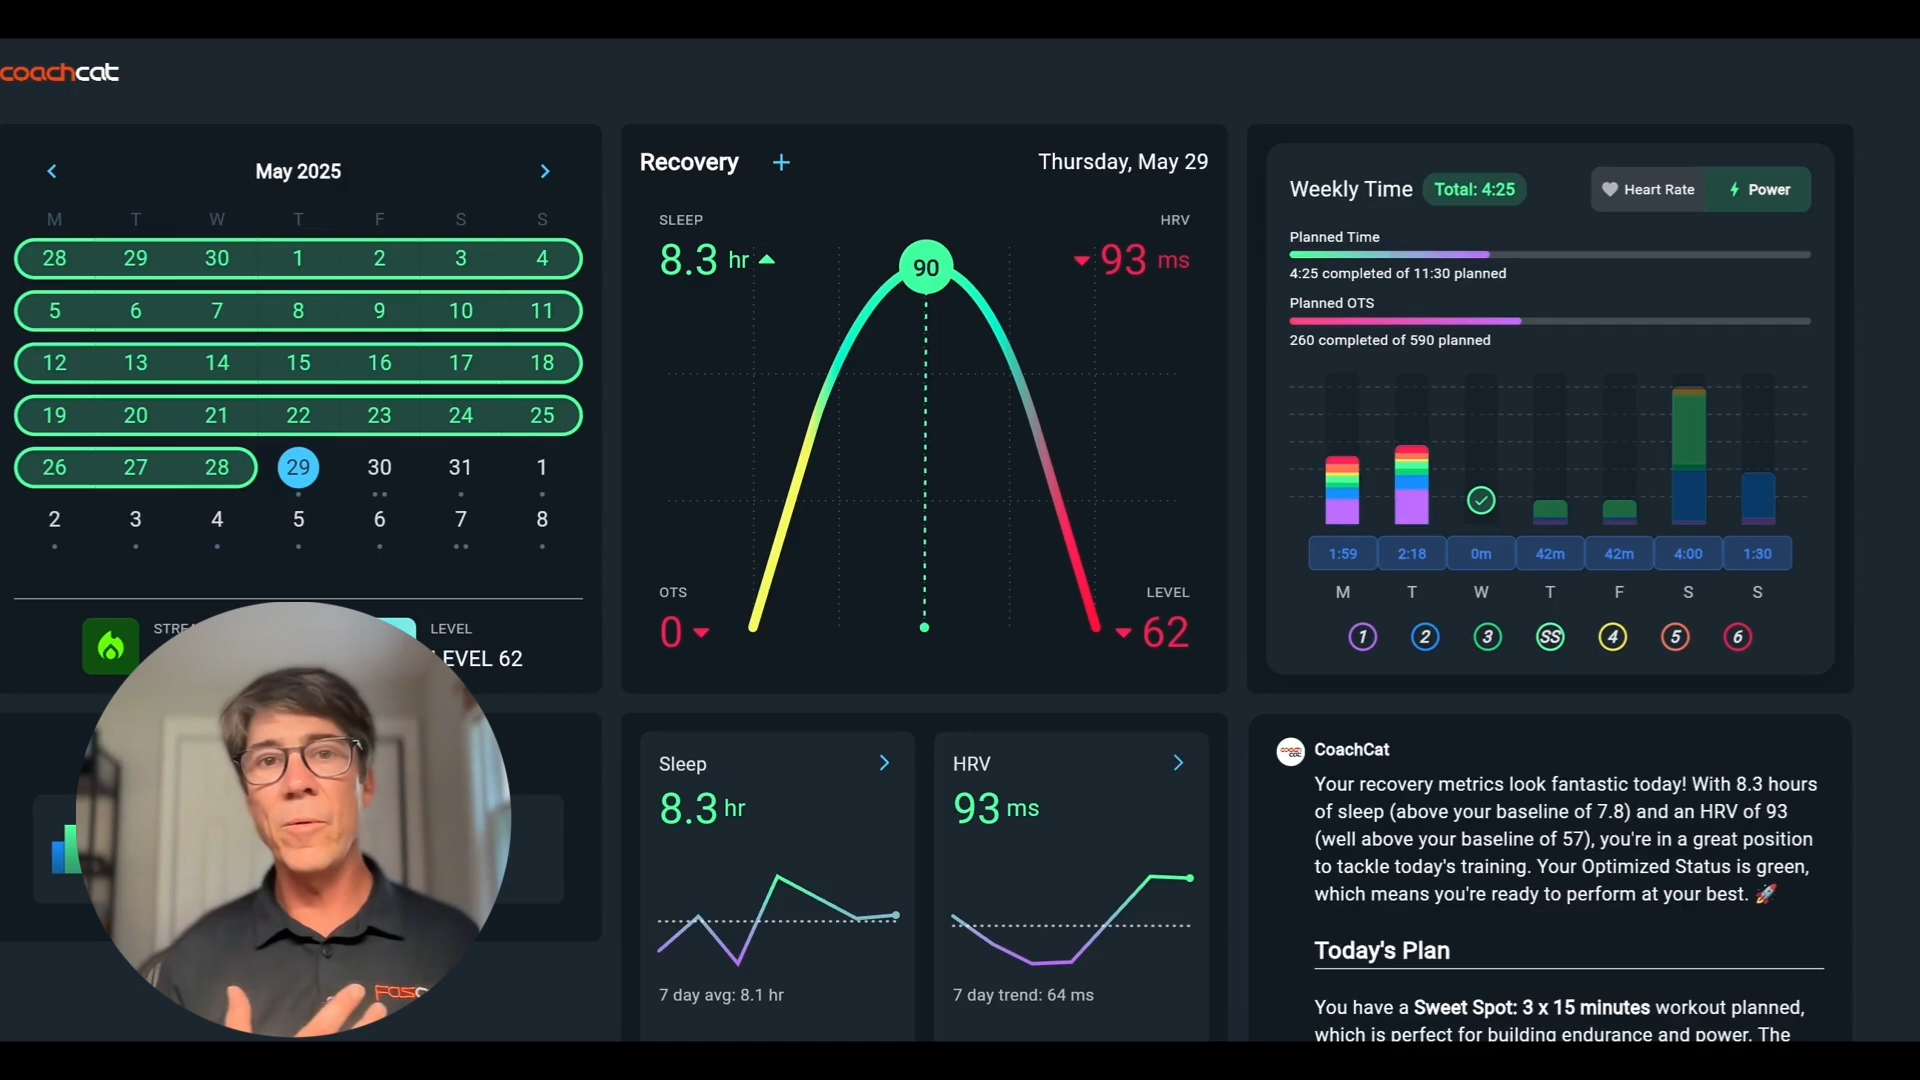 coachcat
May 2025
M T W T F S S
28 29 30 1 2 3 4
5 6 7 8 9 10 11
12 13 14 15 16 17 18
19 20 21 22 23 24 25
26 27 28 29 30 31 1
2 3 4 5 6 7 8
LEVEL
LEVEL 62
Recovery +
Thursday, May 29
SLEEP
8.3 hr
HRV
93 ms
90
OTS
0
LEVEL
62
Weekly Time
Total: 4:25
Heart Rate
Power
Planned Time
4:25 completed of 11:30 planned
Planned OTS
260 completed of 590 planned
1:59 2:18 0m 42m 42m 4:00 1:30
M T W T F S S
1 2 3 SS 4 5 6
Sleep
8.3 hr
7 day avg: 8.1 hr
HRV
93 ms
7 day trend: 64 ms
coach
cat
CoachCat
Your recovery metrics look fantastic today! With 8.3 hours
of sleep (above your baseline of 7.8) and an HRV of 93
(well above your baseline of 57), you're in a great position
to tackle today's training. Your Optimized Status is green,
which means you're ready to perform at your best. 🚀
Today's Plan
You have a Sweet Spot: 3 x 15 minutes workout planned,
which is perfect for building endurance and power. The